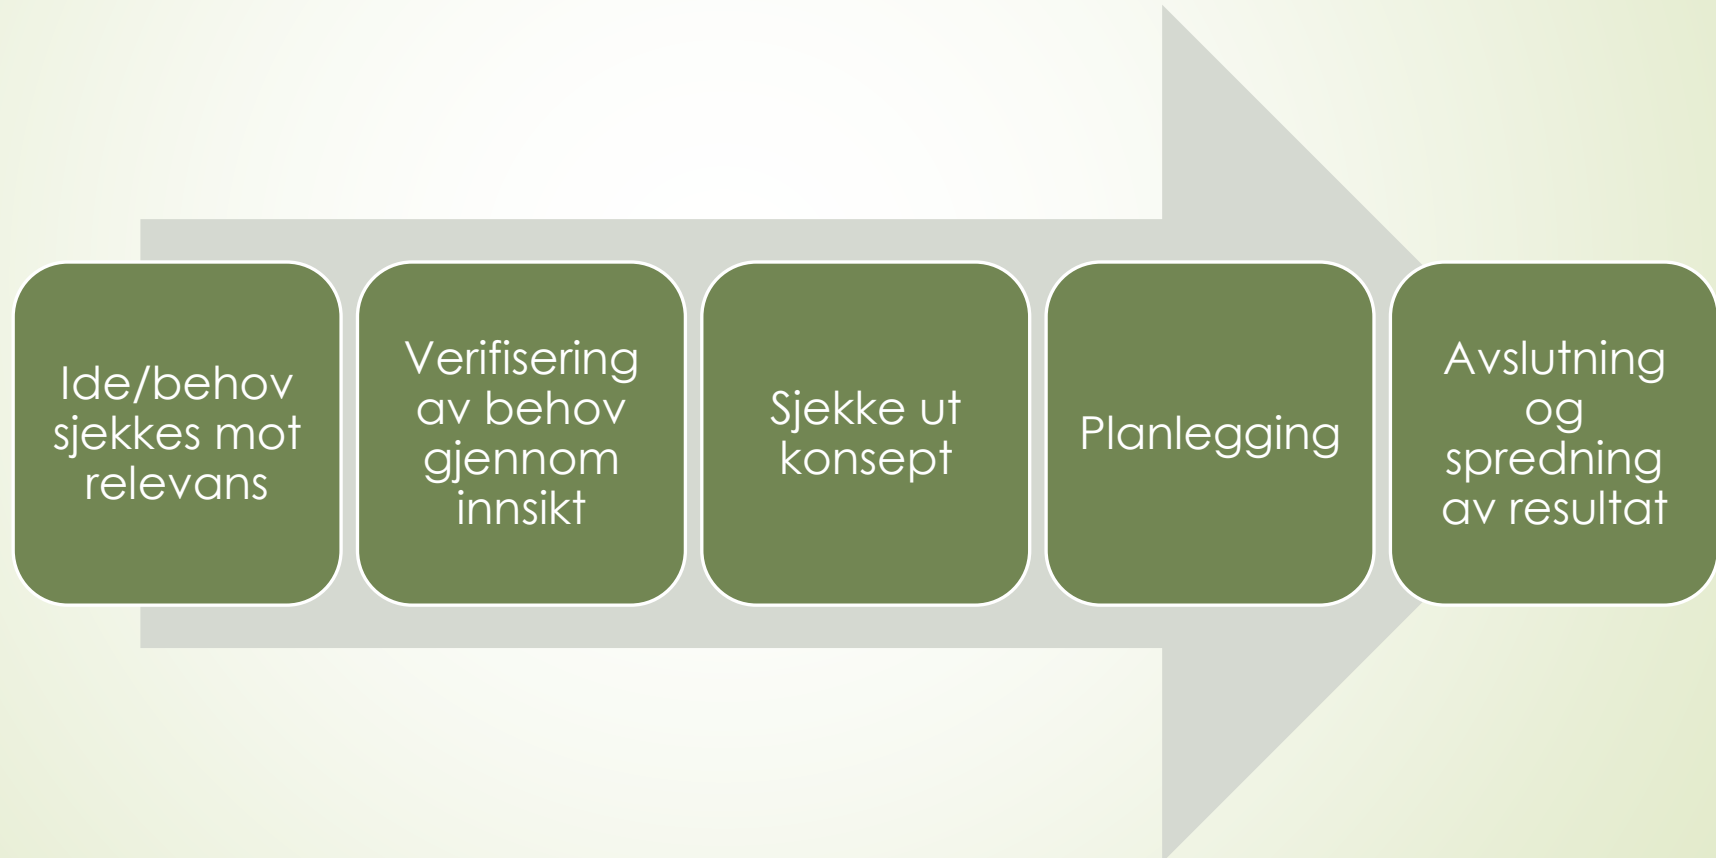 Ide/behov
sjekkes mot
relevans
Verifisering
av behov
gjennom
innsikt
Sjekke ut
konsept
Planlegging
Avslutning
og
spredning
av resultat